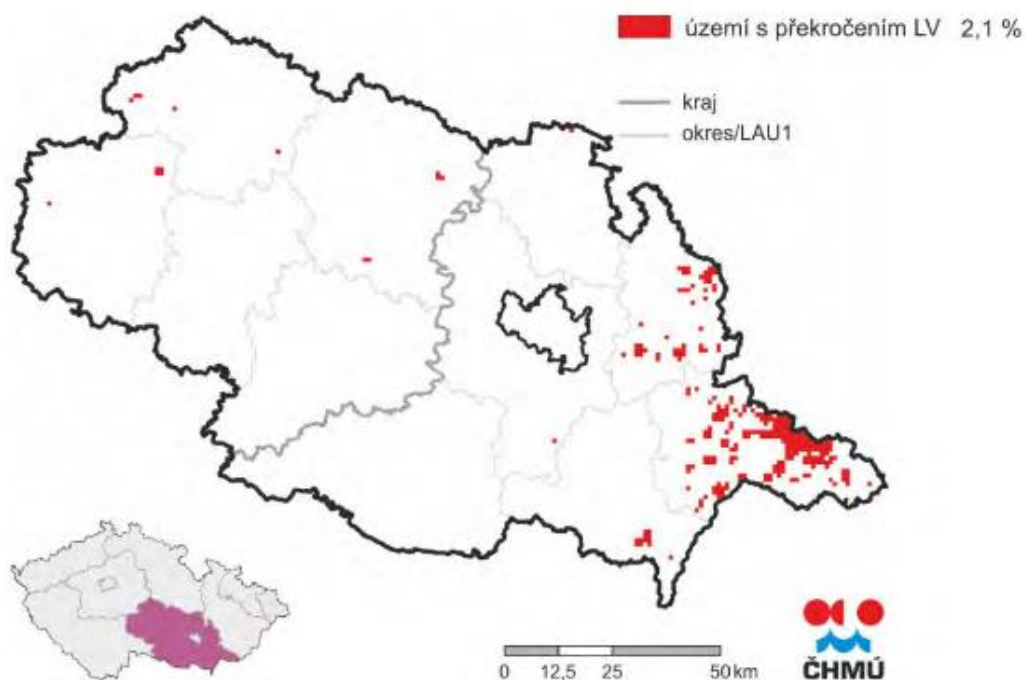 území s překročením LV 2,1 %
kraj
okres/LAU1
0 12,5 25 50 km
ČHMÚ